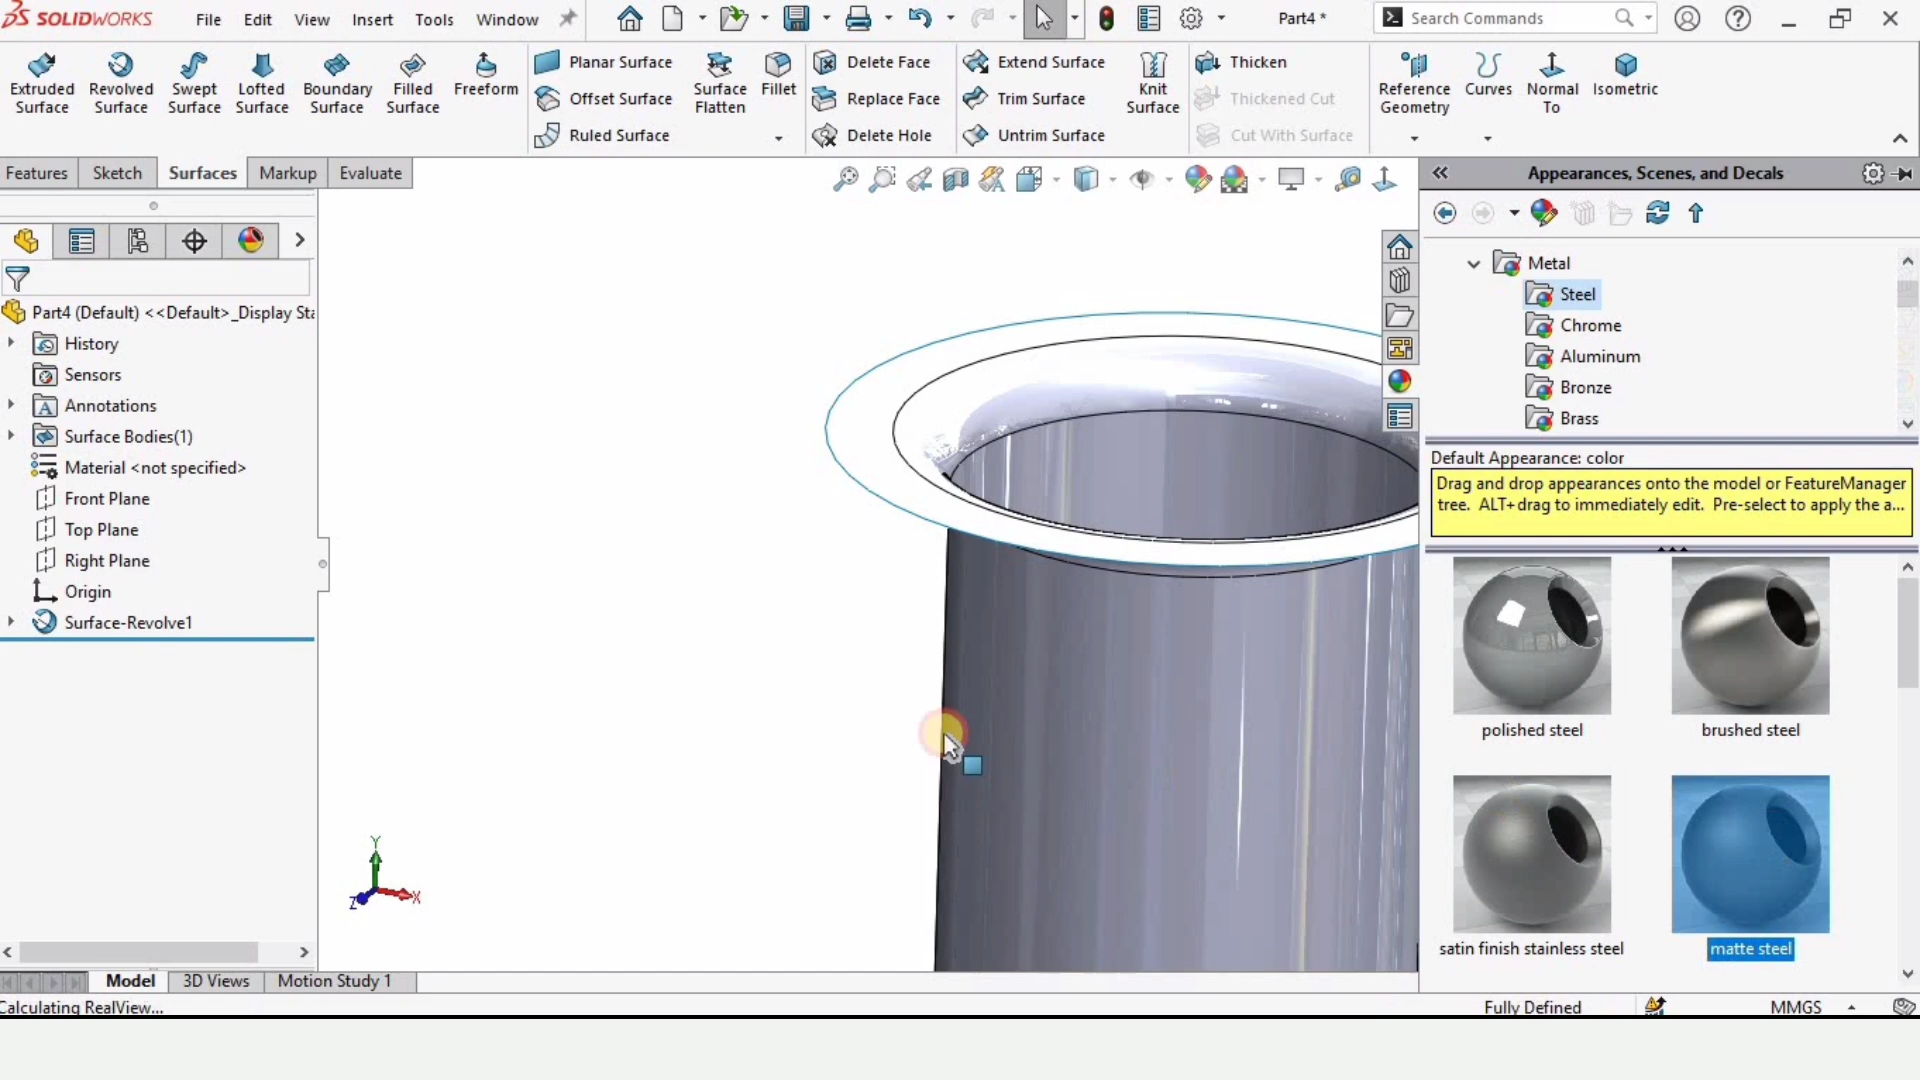 SOLIDWORKS File Edit View Insert Tools Window Part4 * Search Commands
Extruded Surface
Revolved Surface
Swept Surface
Lofted Surface
Boundary Surface
Filled Surface
Freeform
Planar Surface
Offset Surface
Ruled Surface
Surface Flatten
Fillet
Delete Face
Replace Face
Delete Hole
Extend Surface
Trim Surface
Untrim Surface
Knit Surface
Thicken
Thickened Cut
Cut With Surface
Reference Geometry
Curves
Normal To
Isometric
Features Sketch Surfaces Markup Evaluate
Part4 (Default) <<Default>_Display Sta
History
Sensors
Annotations
Surface Bodies(1)
Material <not specified>
Front Plane
Top Plane
Right Plane
Origin
Surface-Revolve1
Y
Z
X
Appearances, Scenes, and Decals
Metal
Steel
Chrome
Aluminum
Bronze
Brass
Default Appearance: color
Drag and drop appearances onto the model or FeatureManager
tree. ALT+drag to immediately edit. Pre-select to apply the a...
polished steel
brushed steel
satin finish stainless steel
matte steel
Model 3D Views Motion Study 1
Calculating RealView...
Fully Defined
MMGS